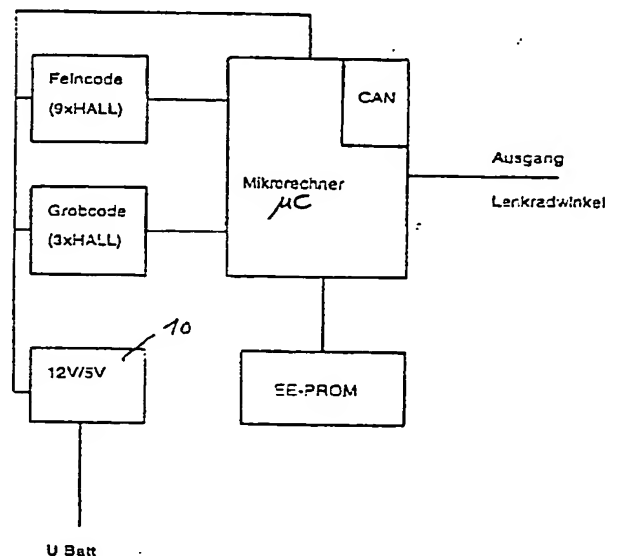 Feincode
(9xHALL)
CAN
Ausgang
Lenkradwinkel
Mikrorechner
µC
Grobcode
(3xHALL)
10
12V/5V
EE-PROM
U Batt